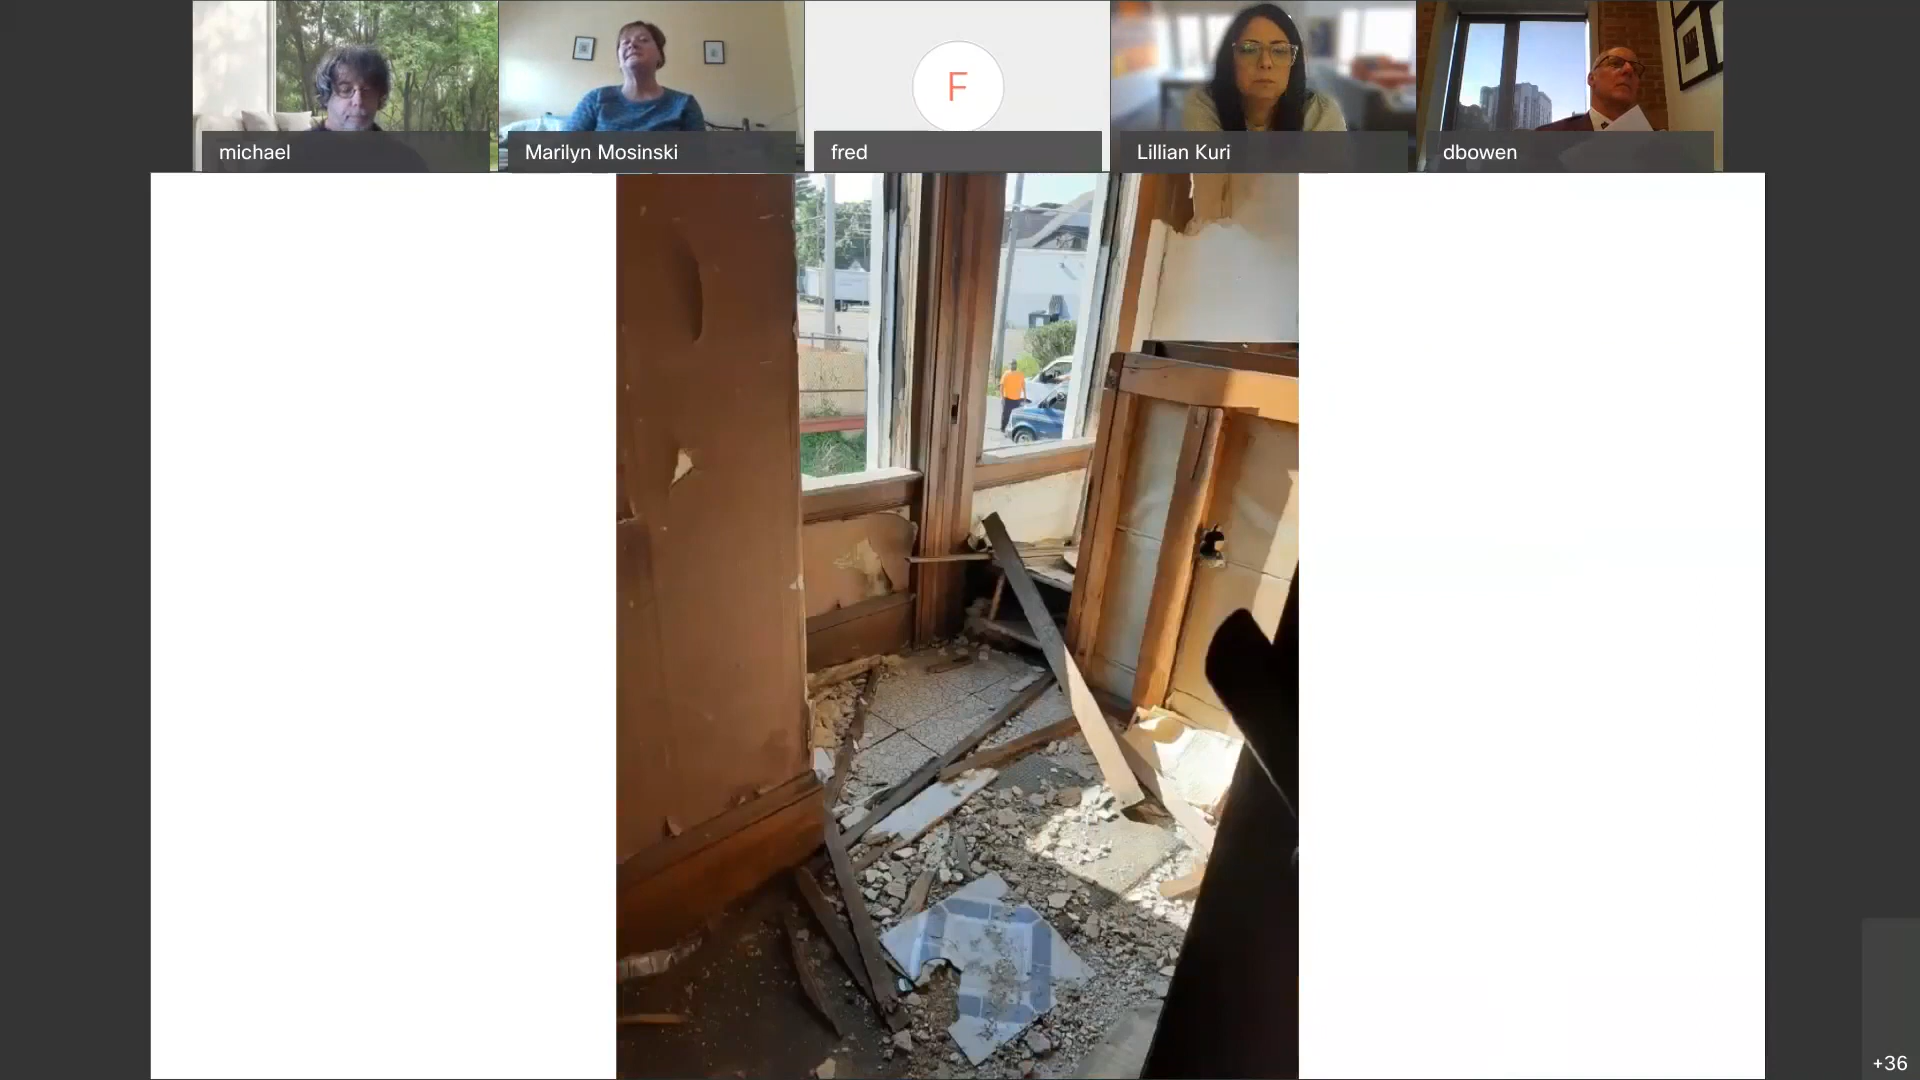 michael
Marilyn Mosinski
F
fred
Lillian Kuri
dbowen
+36